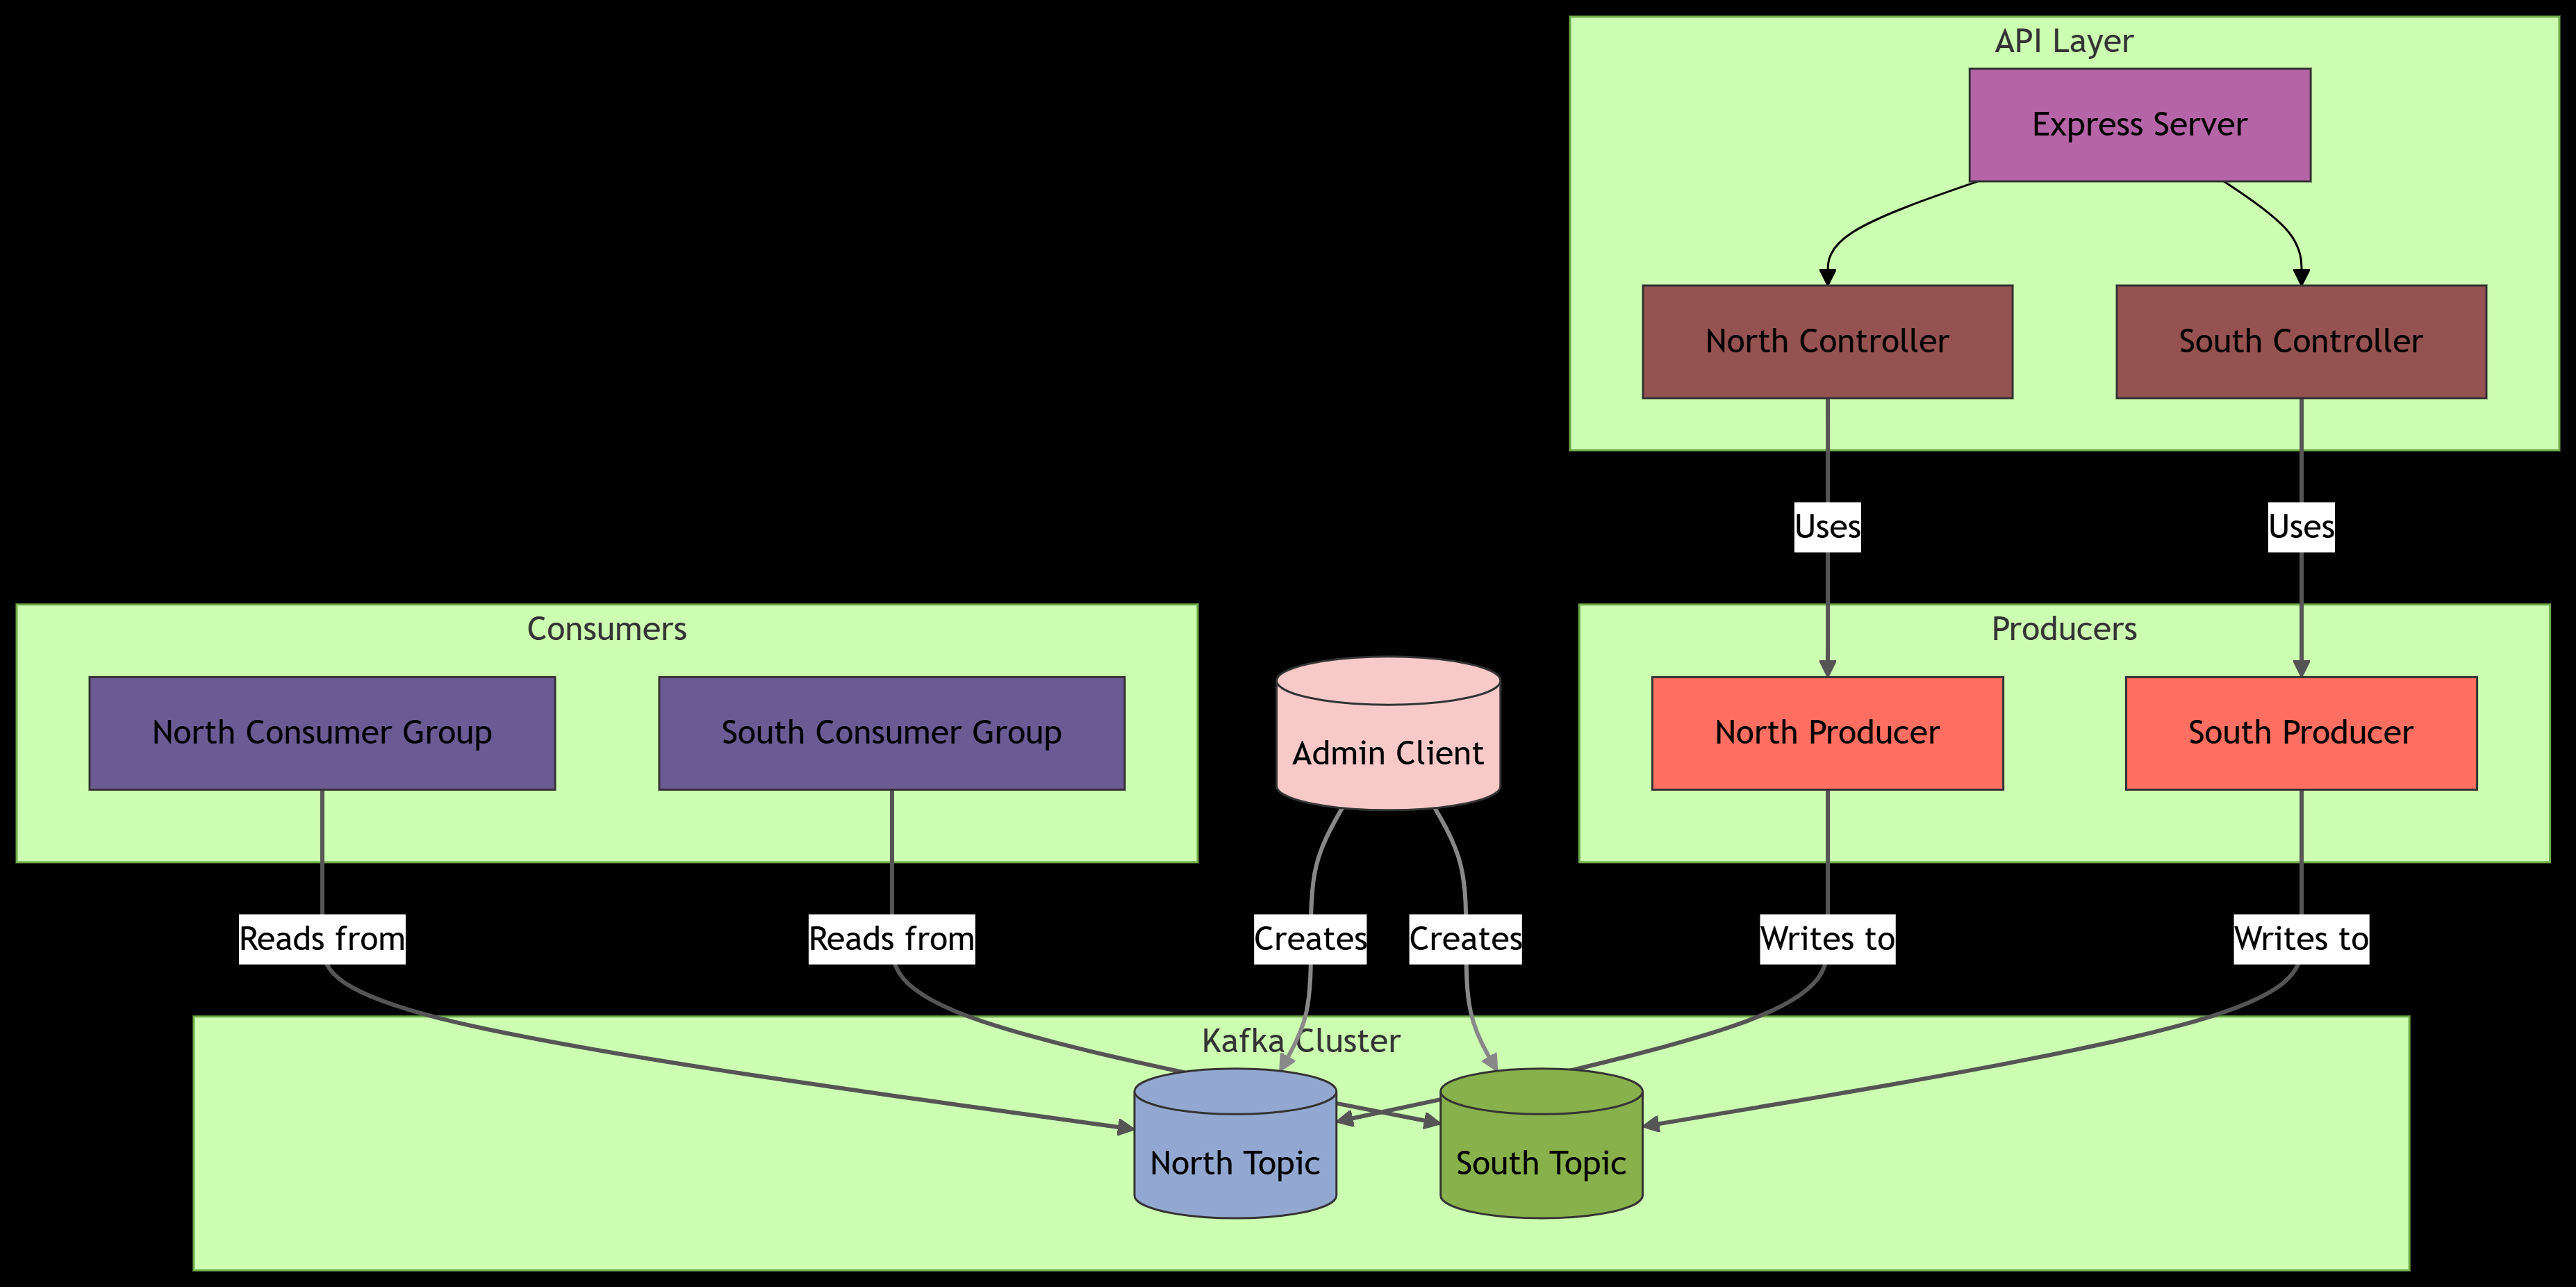 API Layer
Express Server
North Controller
South Controller
Uses
Uses
Consumers
Producers
North Consumer Group
South Consumer Group
Admin Client
North Producer
South Producer
Reads from
Reads from
Creates
Creates
Writes to
Writes to
Kafka Cluster
North Topic
South Topic